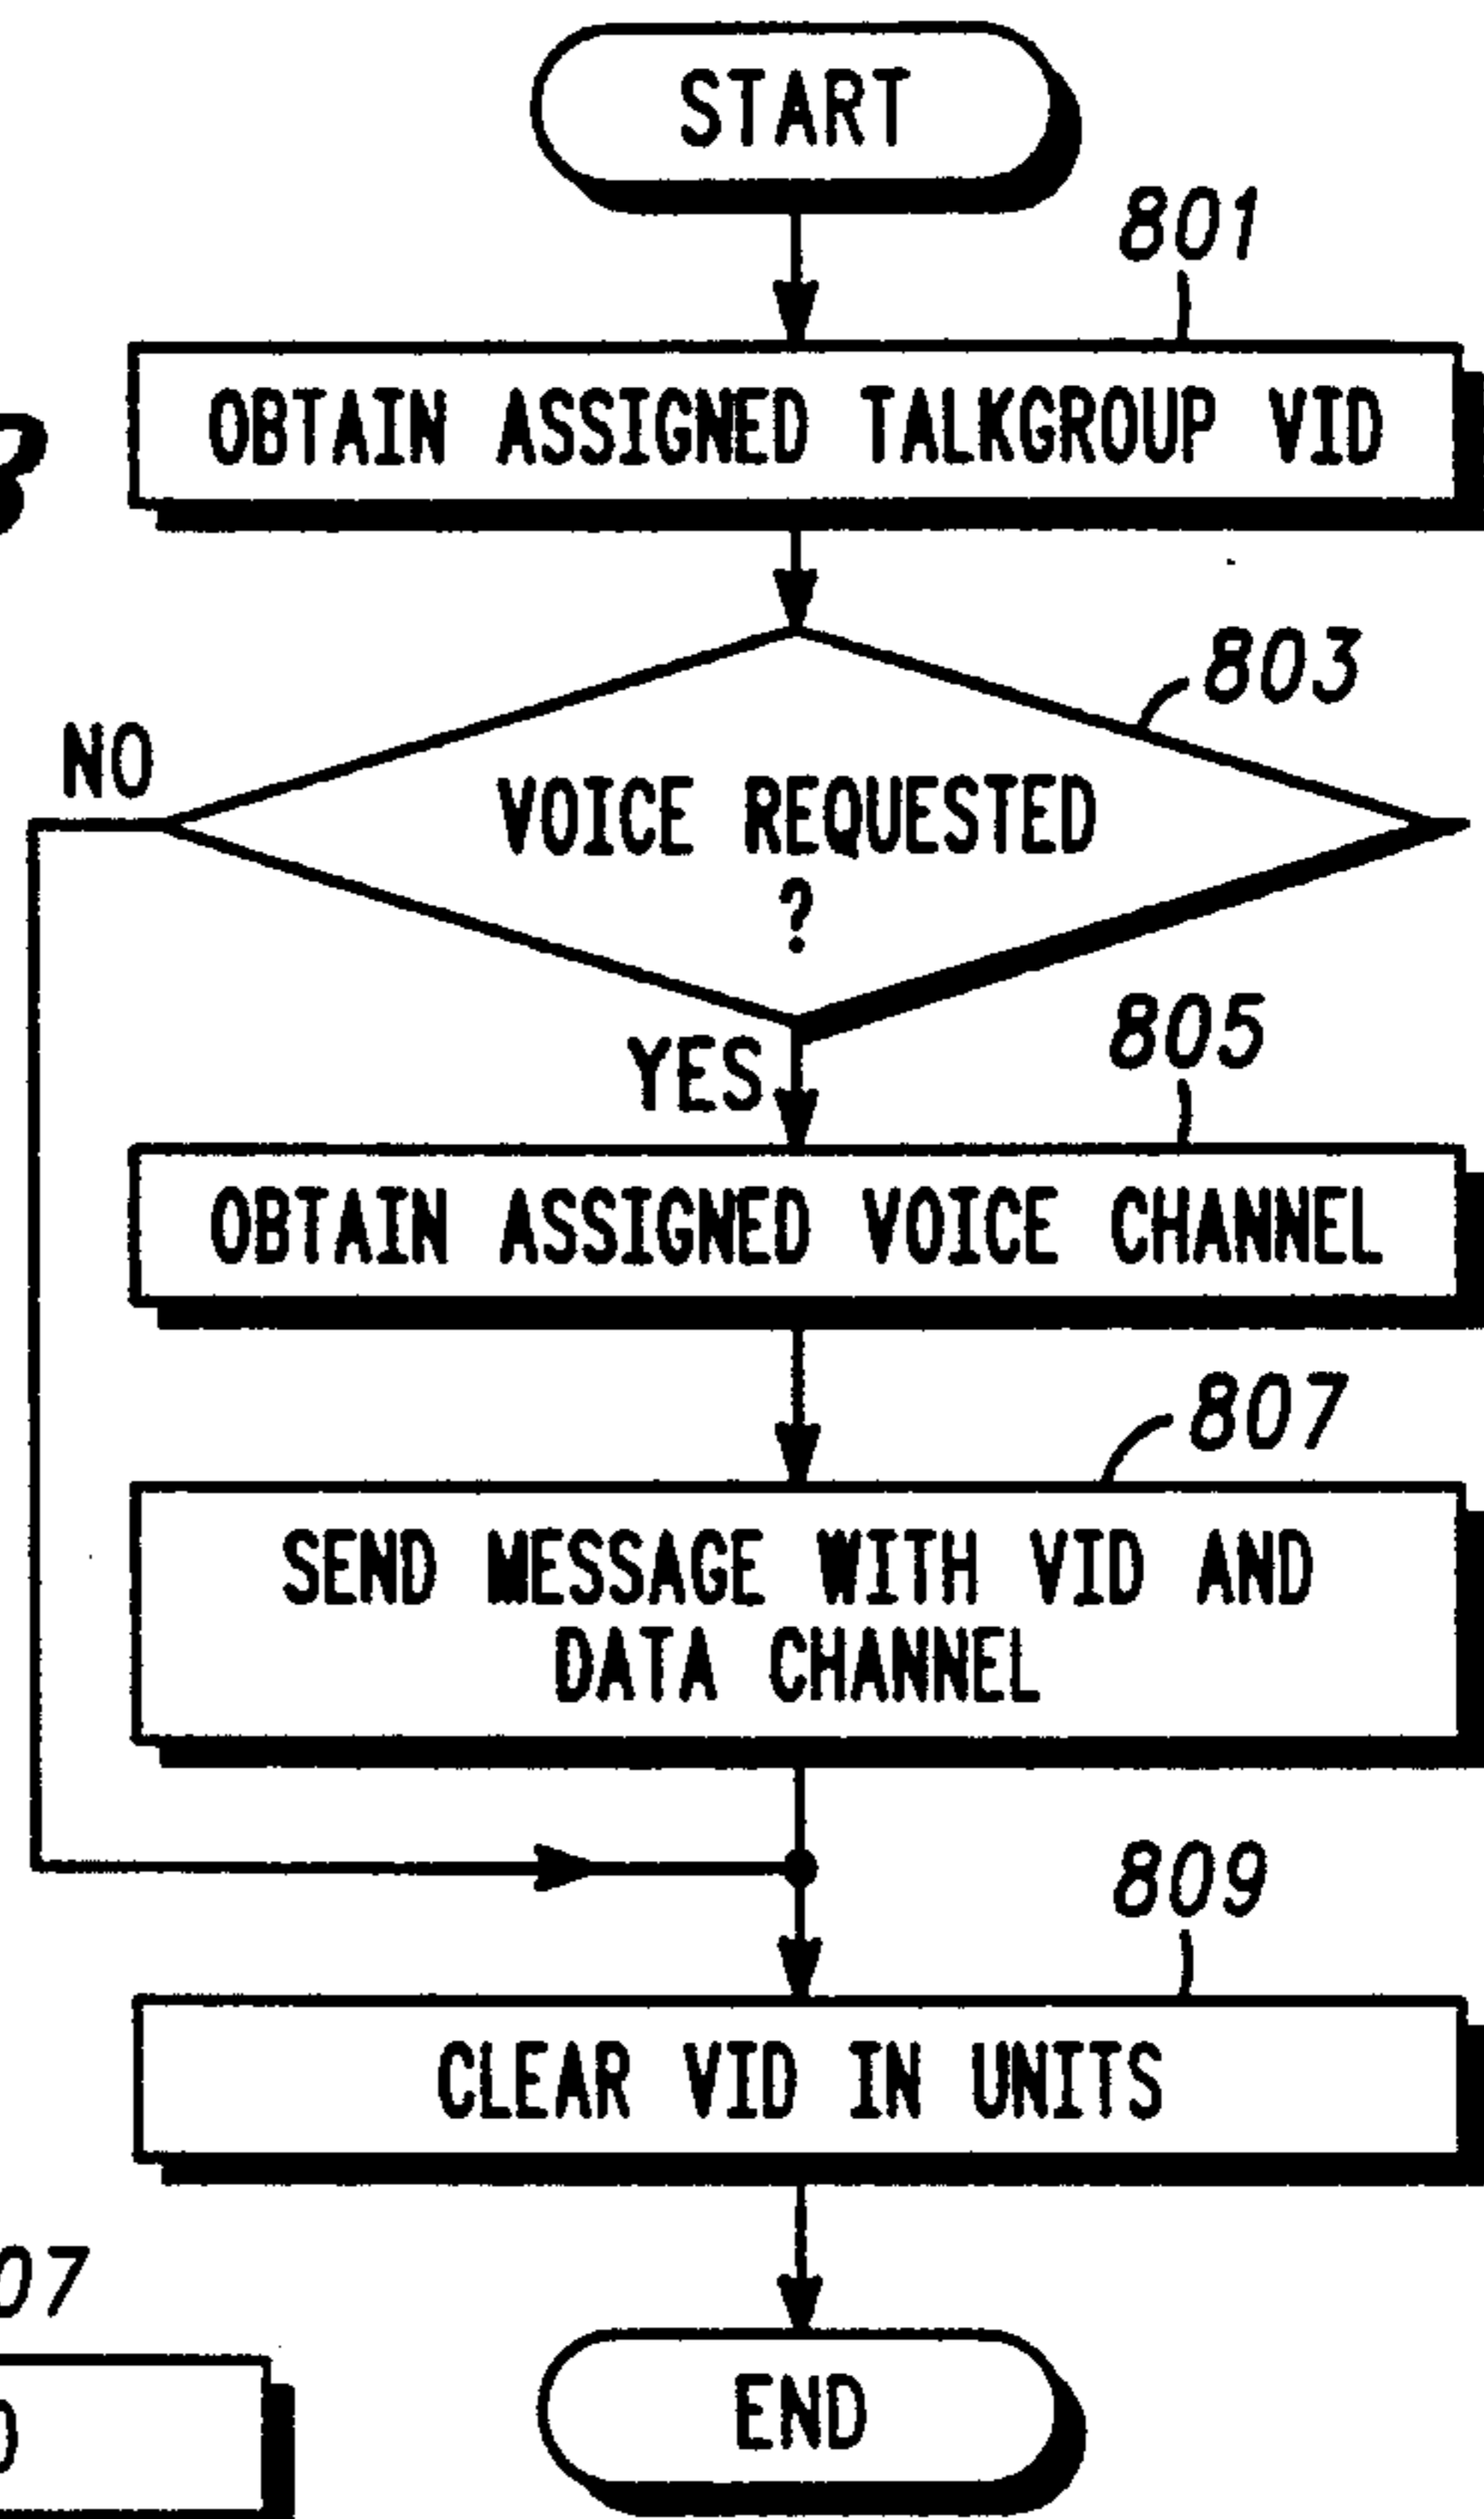 START
801
OBTAIN ASSIGNED TALKGROUP VID
803
NO
VOICE REQUESTED
?
YES
805
OBTAIN ASSIGNED VOICE CHANNEL
807
SEND MESSAGE WITH VID AND
DATA CHANNEL
809
CLEAR VID IN UNITS
07
END